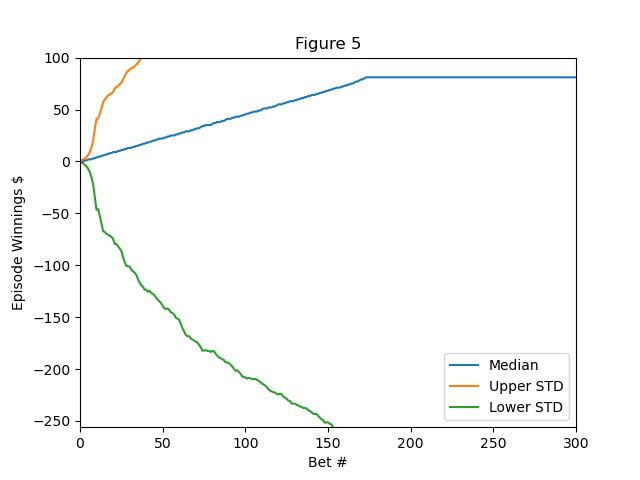 Figure 5
Episode Winnings $
100
50
0
−50
−100
−150
−200
−250
0 50 100 150 200 250 300
Bet #
Median
Upper STD
Lower STD